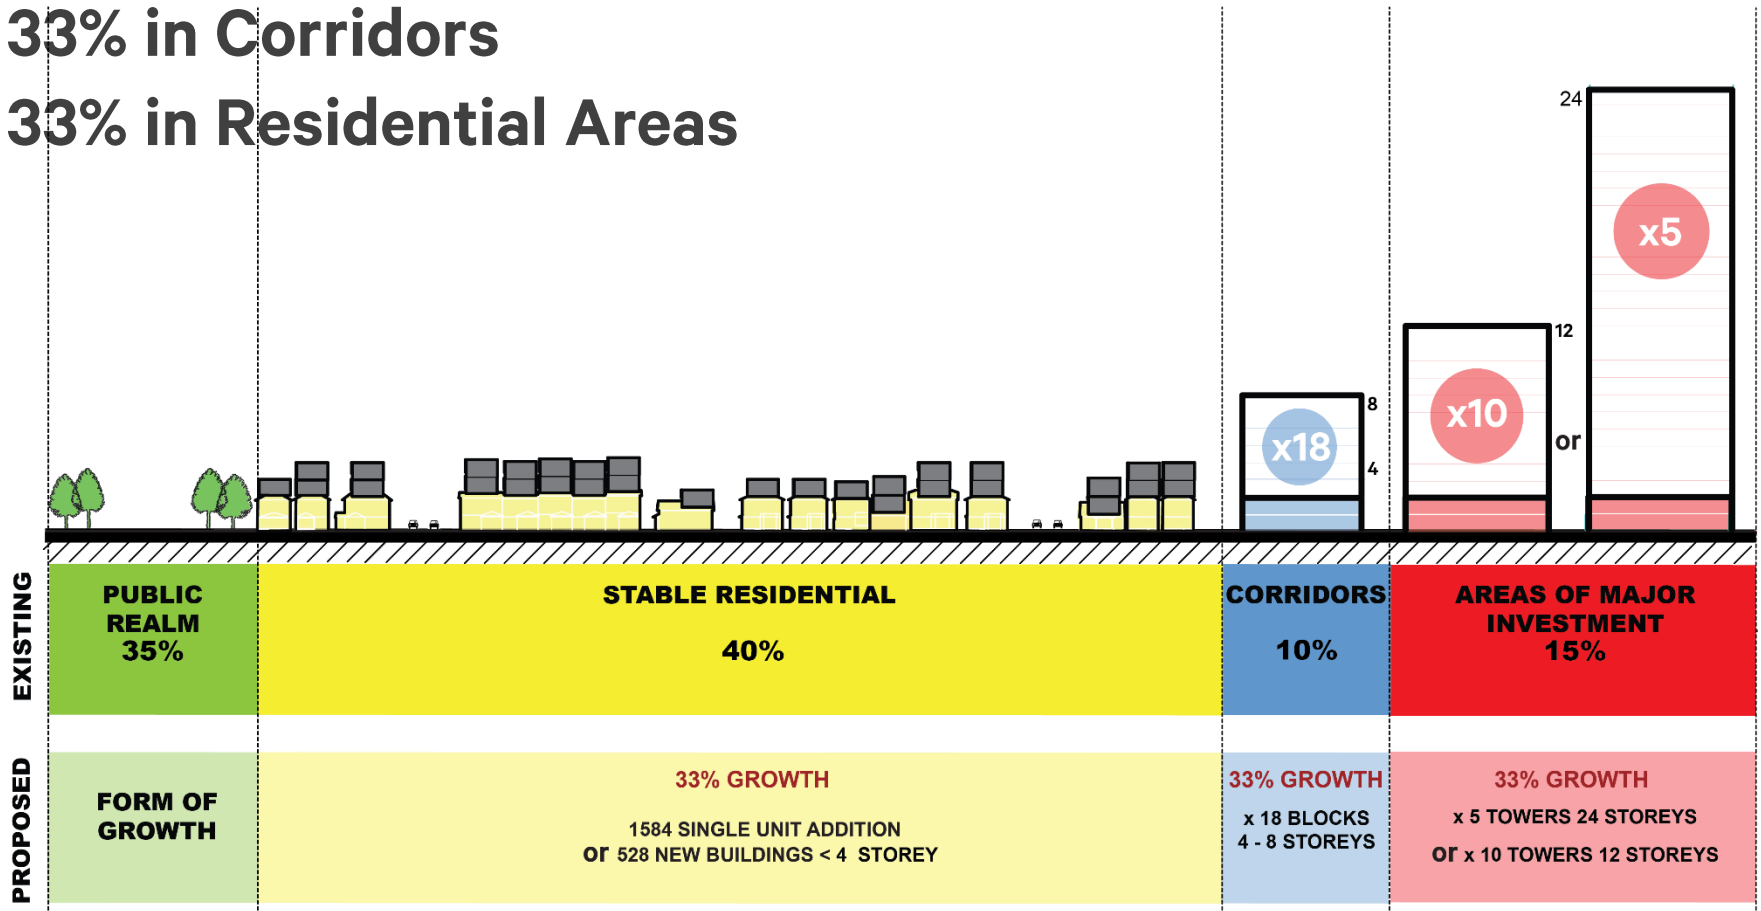 33% in Corridors
33% in Residential Areas
24
x5
12
x10
or
8
x18
4
EXISTING
PUBLIC
REALM
35%
STABLE RESIDENTIAL
40%
CORRIDORS
10%
AREAS OF MAJOR
INVESTMENT
15%
PROPOSED
FORM OF
GROWTH
33% GROWTH
1584 SINGLE UNIT ADDITION
or 528 NEW BUILDINGS < 4 STOREY
33% GROWTH
x 18 BLOCKS
4 - 8 STOREYS
33% GROWTH
x 5 TOWERS 24 STOREYS
or x 10 TOWERS 12 STOREYS